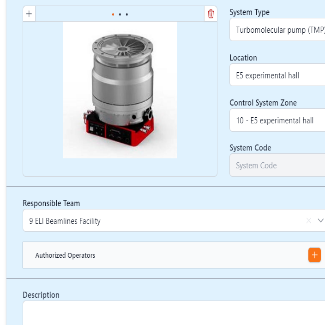 System Type
Turbomolecular pump (TMP)
Location
E5 experimental hall
Control System Zone
10 - E5 experimental hall
System Code
System Code
Responsible Team
9 ELI Beamlines Facility
Authorized Operators
Description